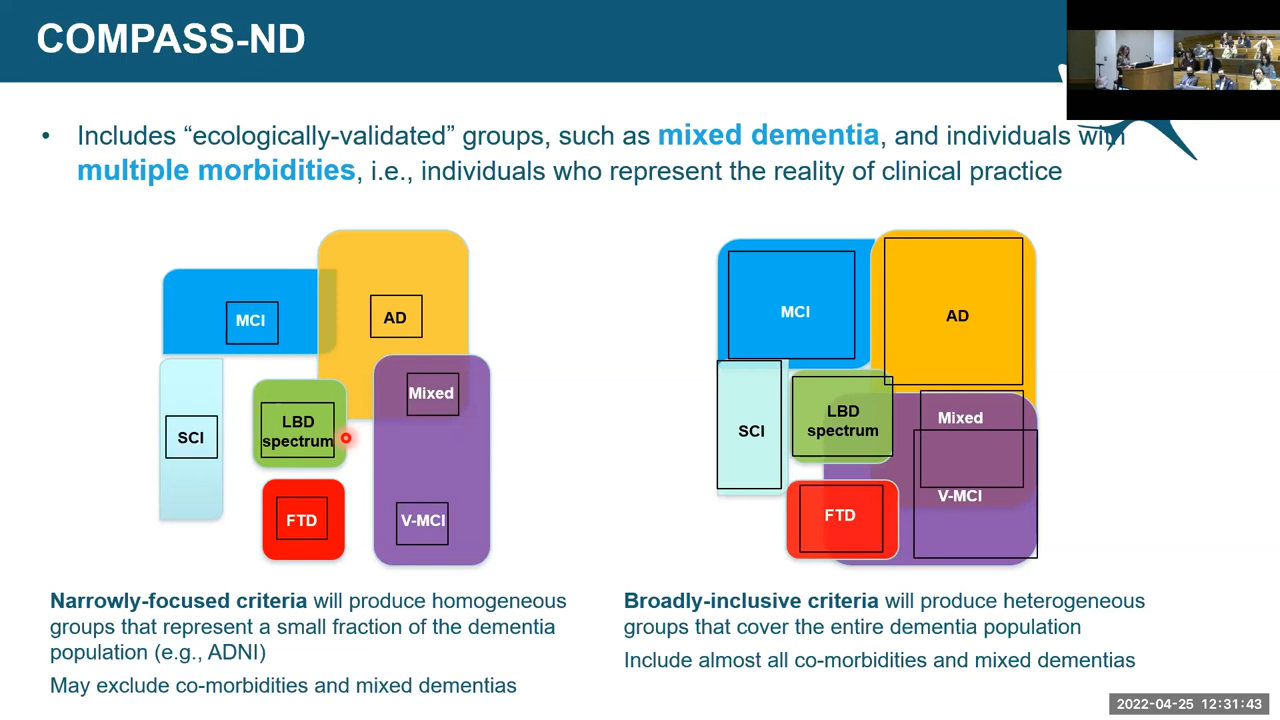 COMPASS-ND
• Includes “ecologically-validated” groups, such as mixed dementia, and individuals with
multiple morbidities, i.e., individuals who represent the reality of clinical practice
MCI
AD
Mixed
LBD
spectrum
SCI
FTD
V-MCI
MCI
AD
Mixed
LBD
spectrum
SCI
V-MCI
FTD
Narrowly-focused criteria will produce homogeneous
groups that represent a small fraction of the dementia
population (e.g., ADNI)
May exclude co-morbidities and mixed dementias
Broadly-inclusive criteria will produce heterogeneous
groups that cover the entire dementia population
Include almost all co-morbidities and mixed dementias
2022-04-25 12:31:43